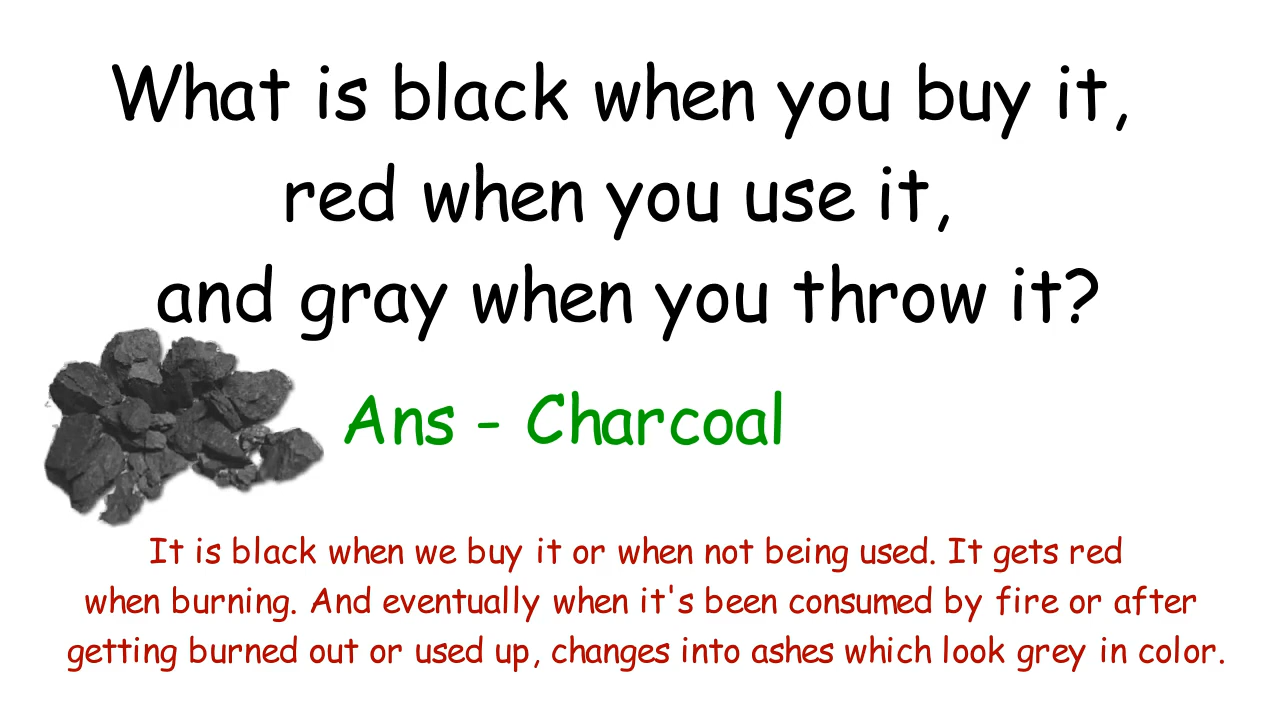 What is black when you buy it,
red when you use it,
and gray when you throw it?
Ans - Charcoal
It is black when we buy it or when not being used. It gets red
when burning. And eventually when it's been consumed by fire or after
getting burned out or used up, changes into ashes which look grey in color.